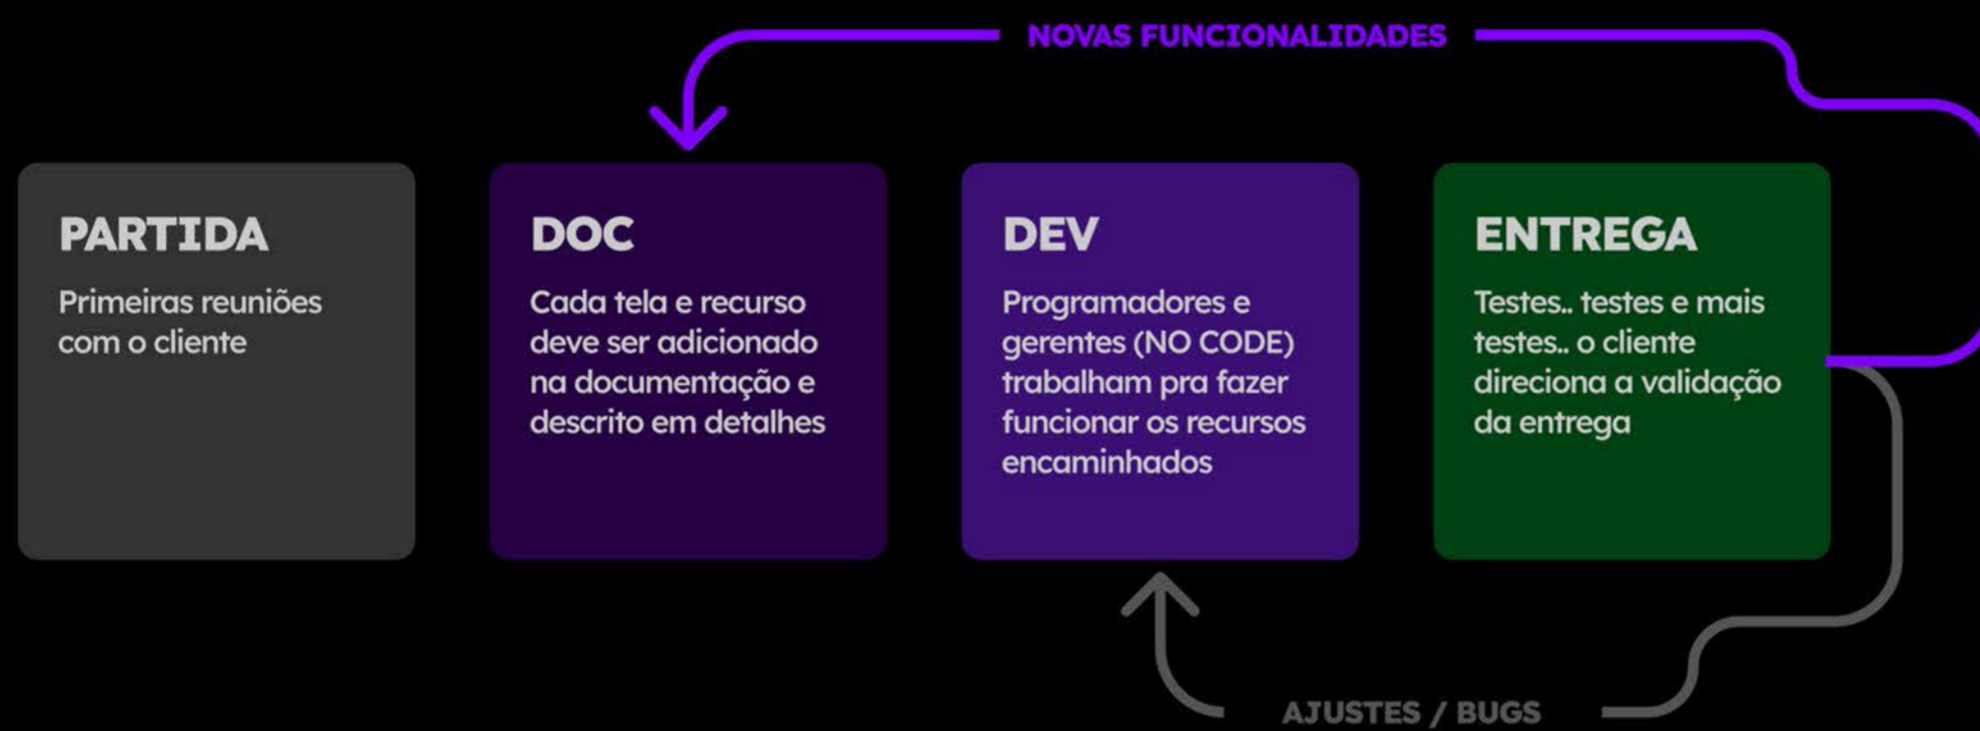 NOVAS FUNCIONALIDADES
PARTIDA
Primeiras reuniões
com o cliente
DOC
Cada tela e recurso
deve ser adicionado
na documentação e
descrito em detalhes
DEV
Programadores e
gerentes (NO CODE)
trabalham pra fazer
funcionar os recursos
encaminhados
ENTREGA
Testes.. testes e mais
testes.. o cliente
direciona a validação
da entrega
AJUSTES / BUGS